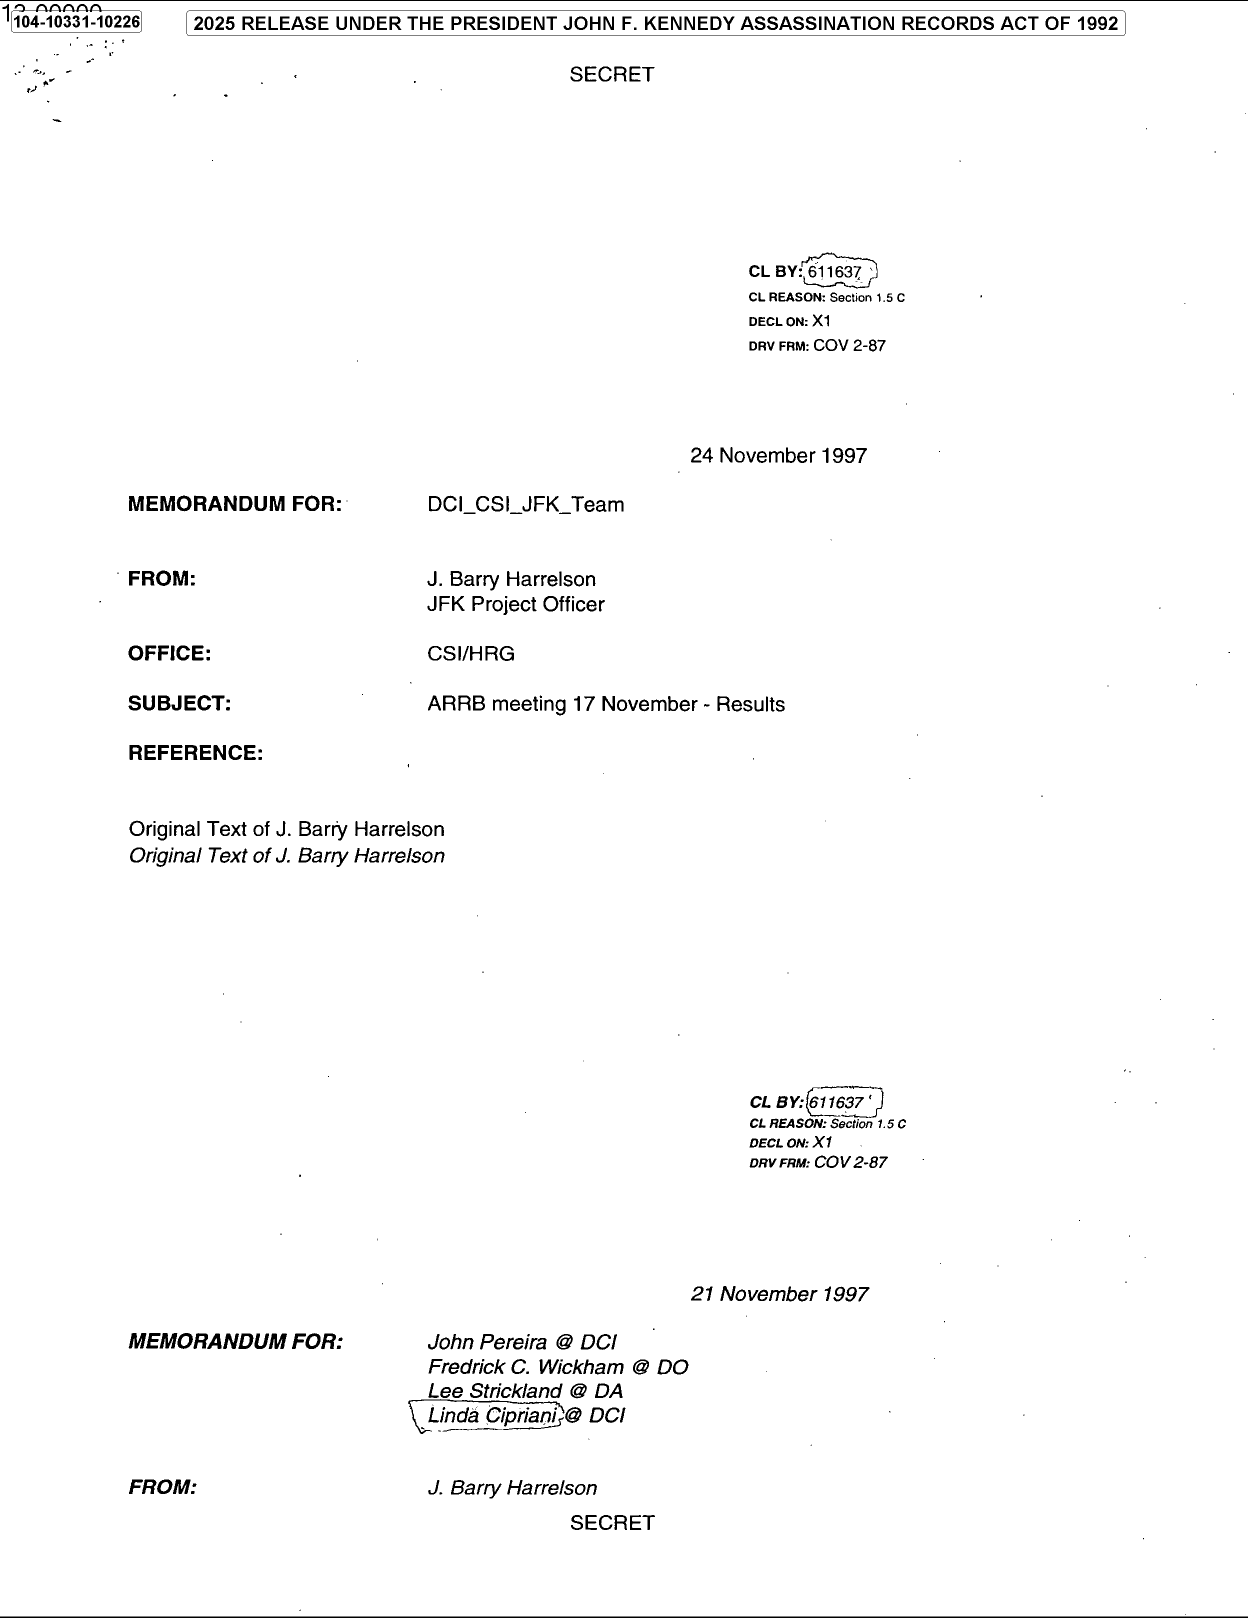 104-10331-10226
2025 RELEASE UNDER THE PRESIDENT JOHN F. KENNEDY ASSASSINATION RECORDS ACT OF 1992
SECRET
CL BY: 611637
CL REASON: Section 1.5 C
DECL ON: X1
DRV FRM: COV 2-87
24 November 1997
MEMORANDUM FOR: DCI_CSI_JFK_Team
FROM: J. Barry Harrelson
JFK Project Officer
OFFICE: CSI/HRG
SUBJECT: ARRB meeting 17 November - Results
REFERENCE:
Original Text of J. Barry Harrelson
Original Text of J. Barry Harrelson
CL BY: 611637
CL REASON: Section 1.5 C
DECL ON: X1
DRV FRM: COV 2-87
21 November 1997
MEMORANDUM FOR: John Pereira @ DCI
Fredrick C. Wickham @ DO
Lee Strickland @ DA
Linda Cipriani @ DCI
FROM: J. Barry Harrelson
SECRET